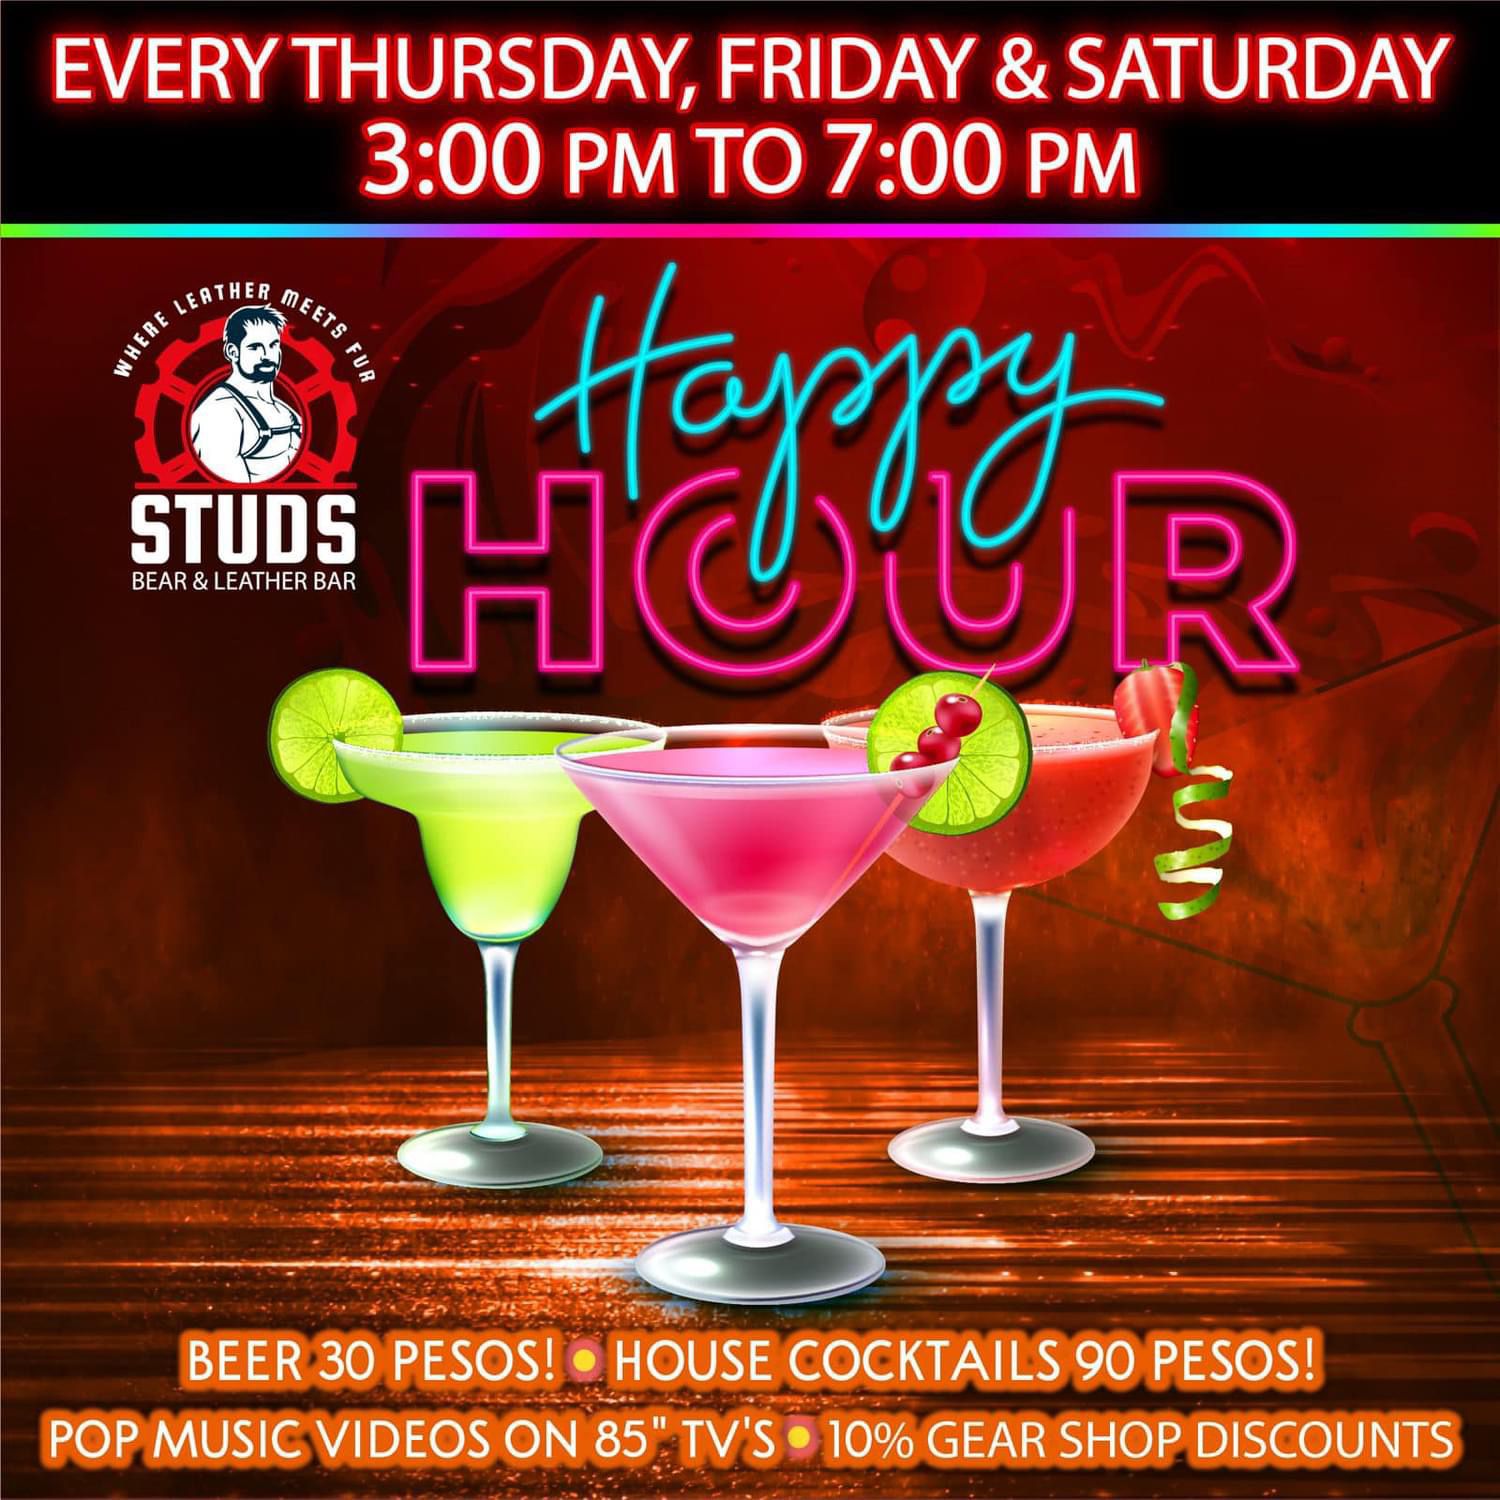 EVERY THURSDAY, FRIDAY & SATURDAY
3:00 PM TO 7:00 PM
WHERE LEATHER MEETS FUR
STUDS
BEAR & LEATHER BAR
Happy
HOUR
BEER 30 PESOS! HOUSE COCKTAILS 90 PESOS!
POP MUSIC VIDEOS ON 85" TV'S 10% GEAR SHOP DISCOUNTS